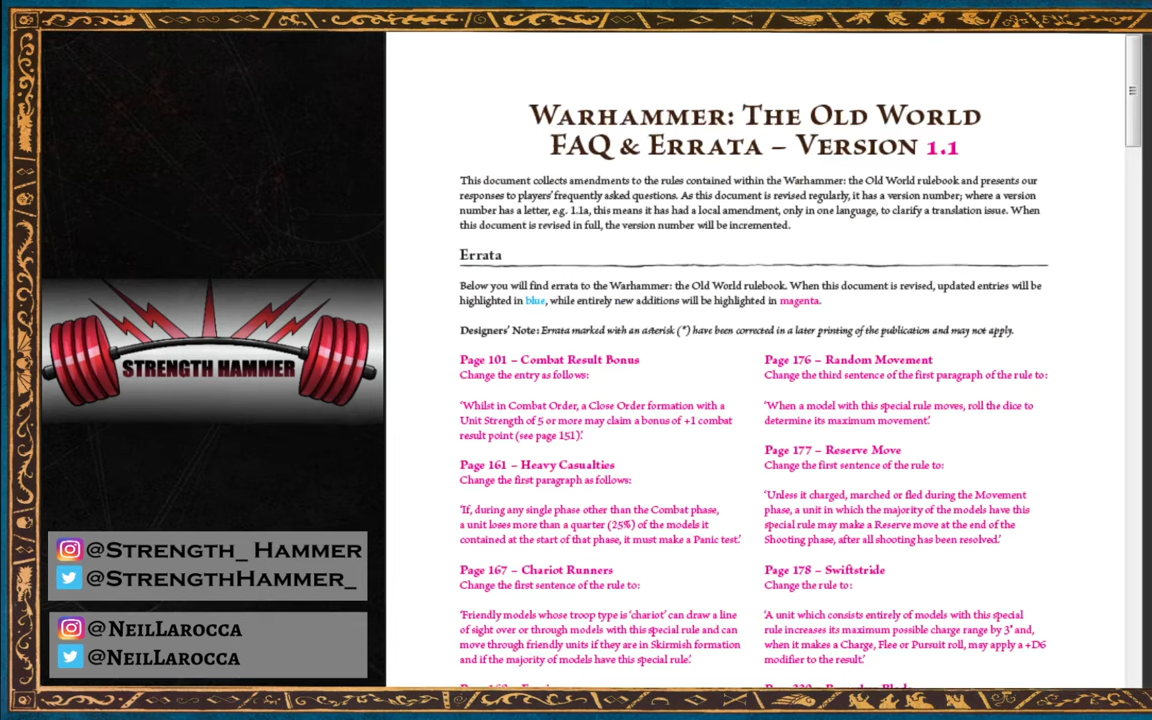 STRENGTH HAMMER
@Strength_Hammer
@StrengthHammer_
@NeilLarocca
@NeilLarocca
Warhammer: The Old World
FAQ & Errata – Version 1.1
This document collects amendments to the rules contained within the Warhammer: the Old World rulebook and presents our
responses to players' frequently asked questions. As this document is revised regularly, it has a version number; where a version
number has a letter, e.g. 1.1a, this means it has had a local amendment, only in one language, to clarify a translation issue. When
this document is revised in full, the version number will be incremented.
Errata
Below you will find errata to the Warhammer: the Old World rulebook. When this document is revised, updated entries will be
highlighted in blue, while entirely new additions will be highlighted in magenta.
Designers' Note: Errata marked with an asterisk (*) have been corrected in a later printing of the publication and may not apply.
Page 101 – Combat Result Bonus
Change the entry as follows:
'Whilst in Combat Order, a Close Order formation with a
Unit Strength of 5 or more may claim a bonus of +1 combat
result point (see page 151).'
Page 161 – Heavy Casualties
Change the first paragraph as follows:
'If, during any single phase other than the Combat phase,
a unit loses more than a quarter (25%) of the models it
contained at the start of that phase, it must make a Panic test.'
Page 167 – Chariot Runners
Change the first sentence of the rule to:
'Friendly models whose troop type is 'chariot' can draw a line
of sight over or through models with this special rule and can
move through friendly units if they are in Skirmish formation
and if the majority of models have this special rule.'
Page 176 – Random Movement
Change the third sentence of the first paragraph of the rule to:
'When a model with this special rule moves, roll the dice to
determine its maximum movement.'
Page 177 – Reserve Move
Change the first sentence of the rule to:
'Unless it charged, marched or fled during the Movement
phase, a unit in which the majority of the models have this
special rule may make a Reserve move at the end of the
Shooting phase, after all shooting has been resolved.'
Page 178 – Swiftstride
Change the rule to:
'A unit which consists entirely of models with this special
rule increases its maximum possible charge range by 3" and,
when it makes a Charge, Flee or Pursuit roll, may apply a +D6
modifier to the result.'